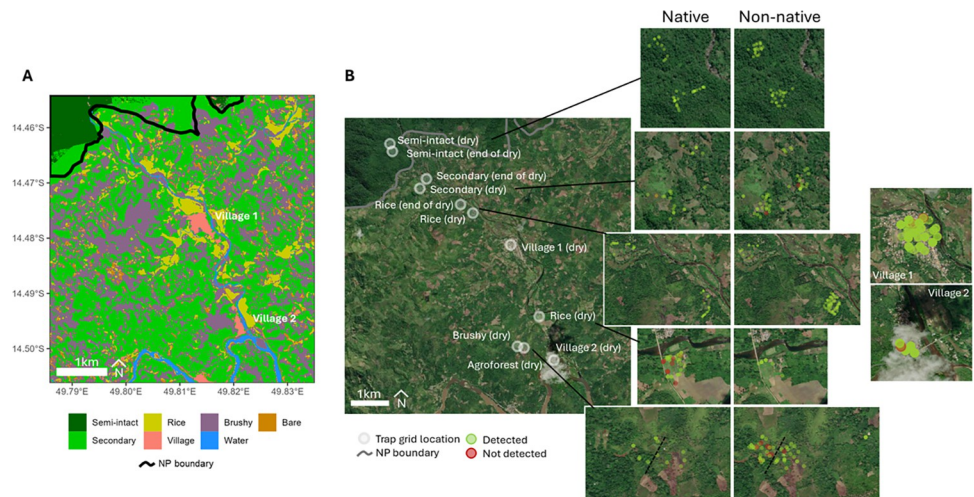 A
14.46°S
14.47°S
14.48°S
14.49°S
14.50°S
Village 1
Village 2
1km
N
49.79°E
49.80°E
49.81°E
49.82°E
49.83°E
Semi-intact
Rice
Brushy
Bare
Secondary
Village
Water
NP boundary
B
Native
Non-native
Semi-intact (dry)
Semi-intact (end of dry)
Secondary (end of dry)
Secondary (dry)
Rice (end of dry)
Rice (dry)
Village 1 (dry)
Rice (dry)
Brushy (dry)
Village 2 (dry)
Agroforest (dry)
1km
N
Village 1
Village 2
Trap grid location
Detected
NP boundary
Not detected